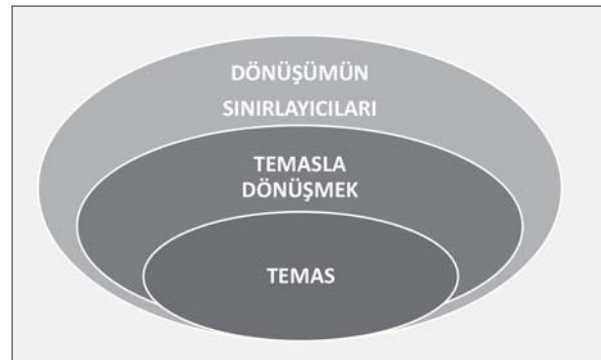 DÖNÜŞÜMÜN
SINIRLAYICILARI
TEMASLA
DÖNÜŞMEK
TEMAS